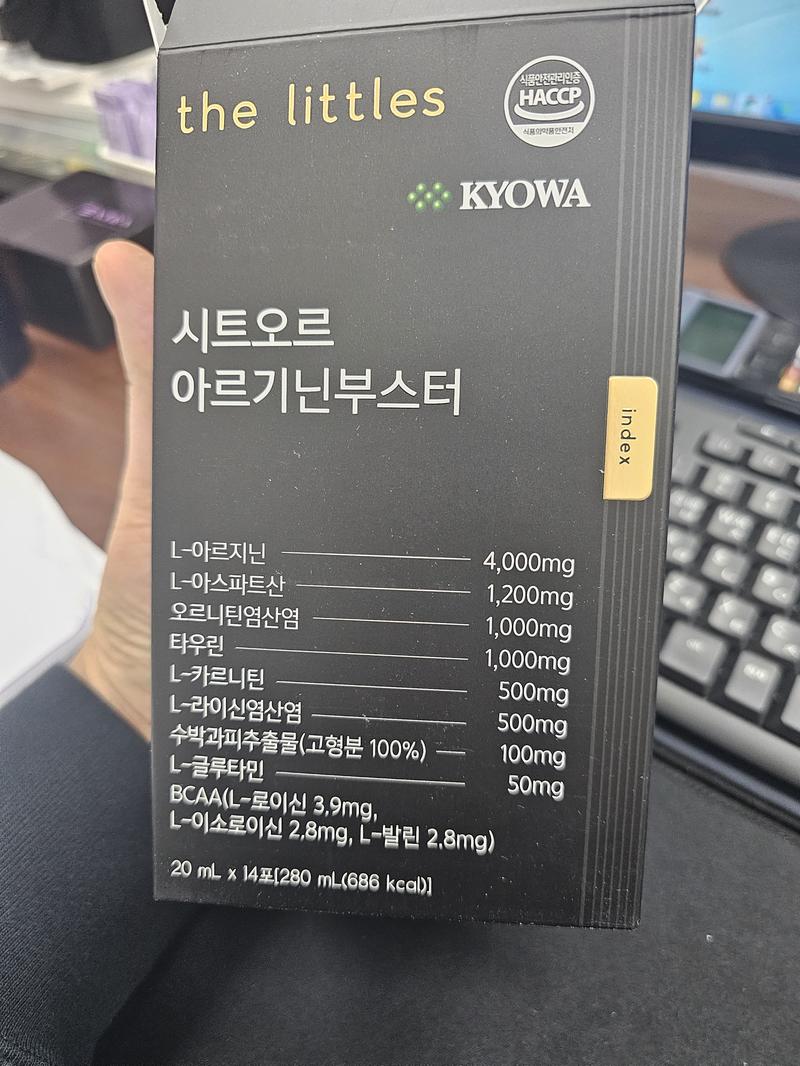 the littles
식품안전관리인증
HACCP
식품의약품안전처
KYOWA
시트오르
아르기닌부스터
index
L-아르지닌 4,000mg
L-아스파트산 1,200mg
오르니틴염산염 1,000mg
타우린 1,000mg
L-카르니틴 500mg
L-라이신염산염 500mg
수박과피추출물(고형분 100%) 100mg
L-글루타민 50mg
BCAA(L-로이신 3.9mg,
L-이소로이신 2.8mg, L-발린 2.8mg)
20 mL x 14포[280 mL(686 kcal)]